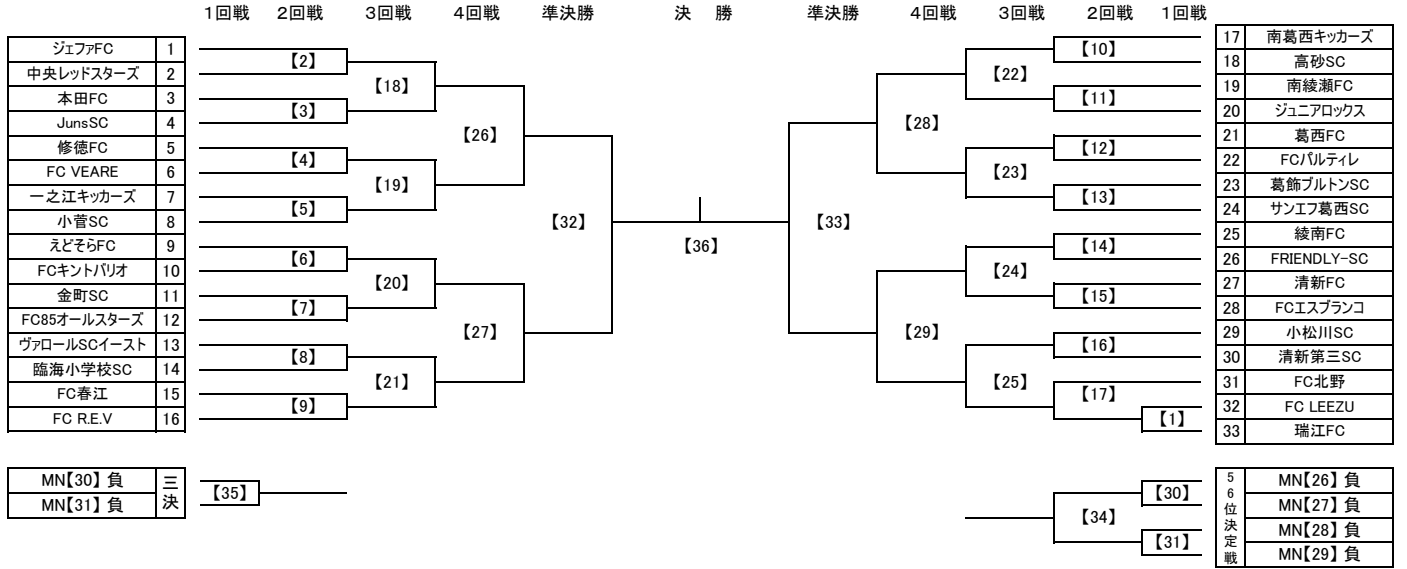 １回戦 ２回戦 ３回戦 ４回戦 準決勝 決　勝 準決勝 ４回戦 ３回戦 ２回戦 １回戦
ジェファFC 1
中央レッドスターズ 2
本田FC 3
JunsSC 4
修徳FC 5
FC VEARE 6
一之江キッカーズ 7
小菅SC 8
えどそらFC 9
FCキントバリオ 10
金町SC 11
FC85オールスターズ 12
ヴァロールSCイースト 13
臨海小学校SC 14
FC春江 15
FC R.E.V 16
【2】
【3】
【4】
【5】
【6】
【7】
【8】
【9】
【18】
【19】
【20】
【21】
【26】
【27】
【32】
【36】
【33】
【28】
【29】
【22】
【23】
【24】
【25】
【10】
【11】
【12】
【13】
【14】
【15】
【16】
【17】
【1】
17 南葛西キッカーズ
18 高砂SC
19 南綾瀬FC
20 ジュニアロックス
21 葛西FC
22 FCパルティレ
23 葛飾ブルトンSC
24 サンエフ葛西SC
25 綾南FC
26 FRIENDLY-SC
27 清新FC
28 FCエスブランコ
29 小松川SC
30 清新第三SC
31 FC北野
32 FC LEEZU
33 瑞江FC
MN【30】 負
MN【31】 負
三決
【35】
【34】
【30】
【31】
56位決定戦
MN【26】 負
MN【27】 負
MN【28】 負
MN【29】 負